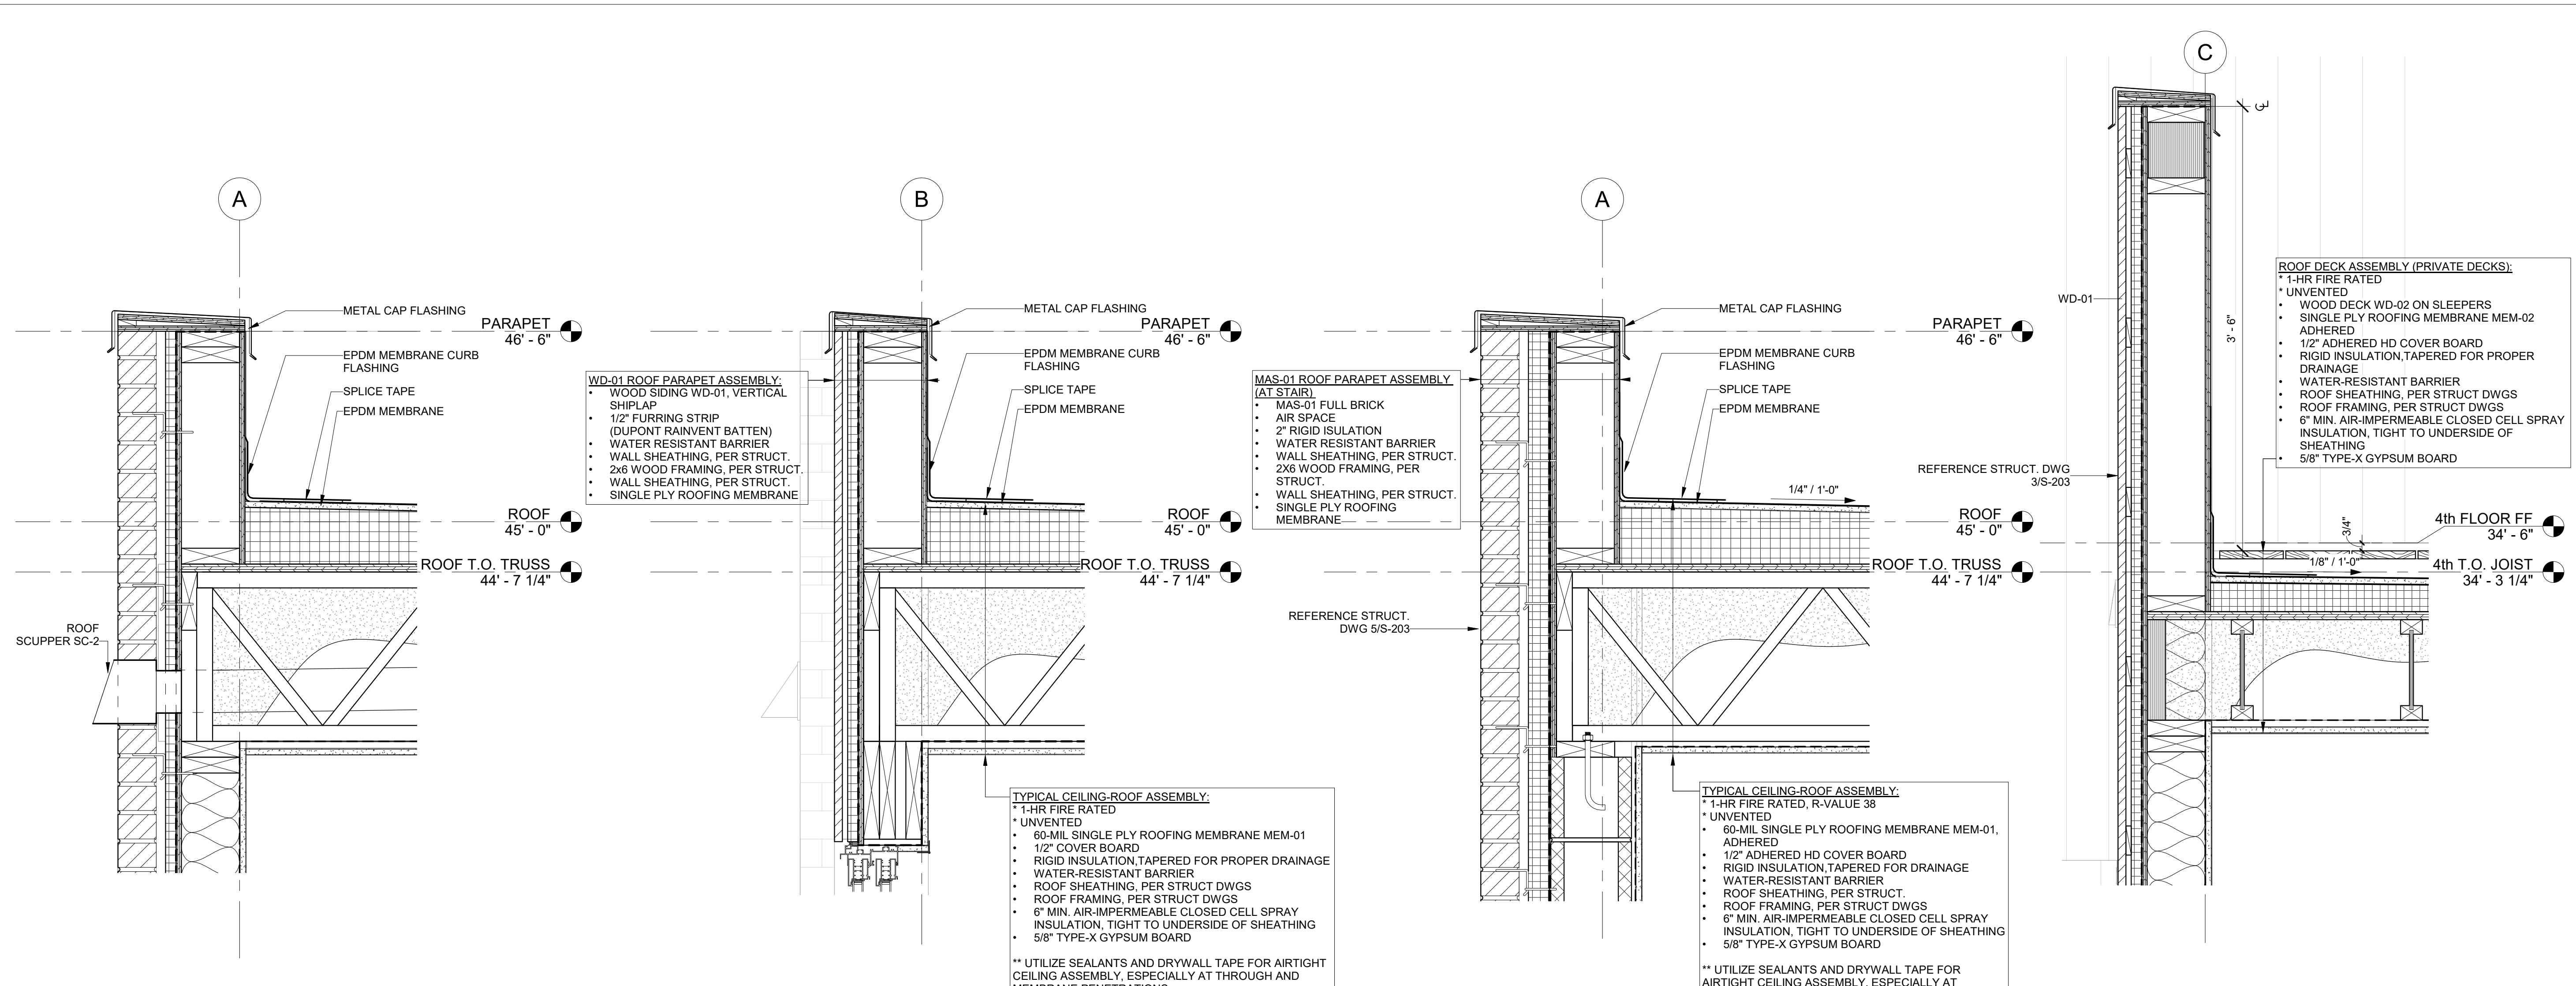 A
METAL CAP FLASHING
PARAPET
46' - 6"
EPDM MEMBRANE CURB
FLASHING
SPLICE TAPE
EPDM MEMBRANE
ROOF
45' - 0"
ROOF T.O. TRUSS
44' - 7 1/4"
ROOF
SCUPPER SC-2
B
METAL CAP FLASHING
PARAPET
46' - 6"
EPDM MEMBRANE CURB
FLASHING
SPLICE TAPE
EPDM MEMBRANE
WD-01 ROOF PARAPET ASSEMBLY:
• WOOD SIDING WD-01, VERTICAL
SHIPLAP
• 1/2" FURRING STRIP
(DUPONT RAINVENT BATTEN)
• WATER RESISTANT BARRIER
• WALL SHEATHING, PER STRUCT.
• 2x6 WOOD FRAMING, PER STRUCT.
• WALL SHEATHING, PER STRUCT.
• SINGLE PLY ROOFING MEMBRANE
ROOF
45' - 0"
ROOF T.O. TRUSS
44' - 7 1/4"
TYPICAL CEILING-ROOF ASSEMBLY:
* 1-HR FIRE RATED
* UNVENTED
• 60-MIL SINGLE PLY ROOFING MEMBRANE MEM-01
• 1/2" COVER BOARD
• RIGID INSULATION,TAPERED FOR PROPER DRAINAGE
• WATER-RESISTANT BARRIER
• ROOF SHEATHING, PER STRUCT DWGS
• ROOF FRAMING, PER STRUCT DWGS
• 6" MIN. AIR-IMPERMEABLE CLOSED CELL SPRAY
INSULATION, TIGHT TO UNDERSIDE OF SHEATHING
• 5/8" TYPE-X GYPSUM BOARD
** UTILIZE SEALANTS AND DRYWALL TAPE FOR AIRTIGHT
CEILING ASSEMBLY, ESPECIALLY AT THROUGH AND
MEMBRANE PENETRATIONS
A
METAL CAP FLASHING
PARAPET
46' - 6"
EPDM MEMBRANE CURB
FLASHING
SPLICE TAPE
EPDM MEMBRANE
MAS-01 ROOF PARAPET ASSEMBLY
(AT STAIR)
• MAS-01 FULL BRICK
• AIR SPACE
• 2" RIGID ISULATION
• WATER RESISTANT BARRIER
• WALL SHEATHING, PER STRUCT.
• 2X6 WOOD FRAMING, PER
STRUCT.
• WALL SHEATHING, PER STRUCT.
• SINGLE PLY ROOFING
MEMBRANE
1/4" / 1'-0"
ROOF
45' - 0"
ROOF T.O. TRUSS
44' - 7 1/4"
REFERENCE STRUCT.
DWG 5/S-203
TYPICAL CEILING-ROOF ASSEMBLY:
* 1-HR FIRE RATED, R-VALUE 38
* UNVENTED
• 60-MIL SINGLE PLY ROOFING MEMBRANE MEM-01,
ADHERED
• 1/2" ADHERED HD COVER BOARD
• RIGID INSULATION,TAPERED FOR DRAINAGE
• WATER-RESISTANT BARRIER
• ROOF SHEATHING, PER STRUCT.
• ROOF FRAMING, PER STRUCT DWGS
• 6" MIN. AIR-IMPERMEABLE CLOSED CELL SPRAY
INSULATION, TIGHT TO UNDERSIDE OF SHEATHING
• 5/8" TYPE-X GYPSUM BOARD
** UTILIZE SEALANTS AND DRYWALL TAPE FOR
AIRTIGHT CEILING ASSEMBLY, ESPECIALLY AT
C
CL
WD-01
3' - 6"
ROOF DECK ASSEMBLY (PRIVATE DECKS):
* 1-HR FIRE RATED
* UNVENTED
• WOOD DECK WD-02 ON SLEEPERS
• SINGLE PLY ROOFING MEMBRANE MEM-02
ADHERED
• 1/2" ADHERED HD COVER BOARD
• RIGID INSULATION,TAPERED FOR PROPER
DRAINAGE
• WATER-RESISTANT BARRIER
• ROOF SHEATHING, PER STRUCT DWGS
• ROOF FRAMING, PER STRUCT DWGS
• 6" MIN. AIR-IMPERMEABLE CLOSED CELL SPRAY
INSULATION, TIGHT TO UNDERSIDE OF
SHEATHING
• 5/8" TYPE-X GYPSUM BOARD
REFERENCE STRUCT. DWG
3/S-203
3/4"
4th FLOOR FF
34' - 6"
1/8" / 1'-0"
4th T.O. JOIST
34' - 3 1/4"